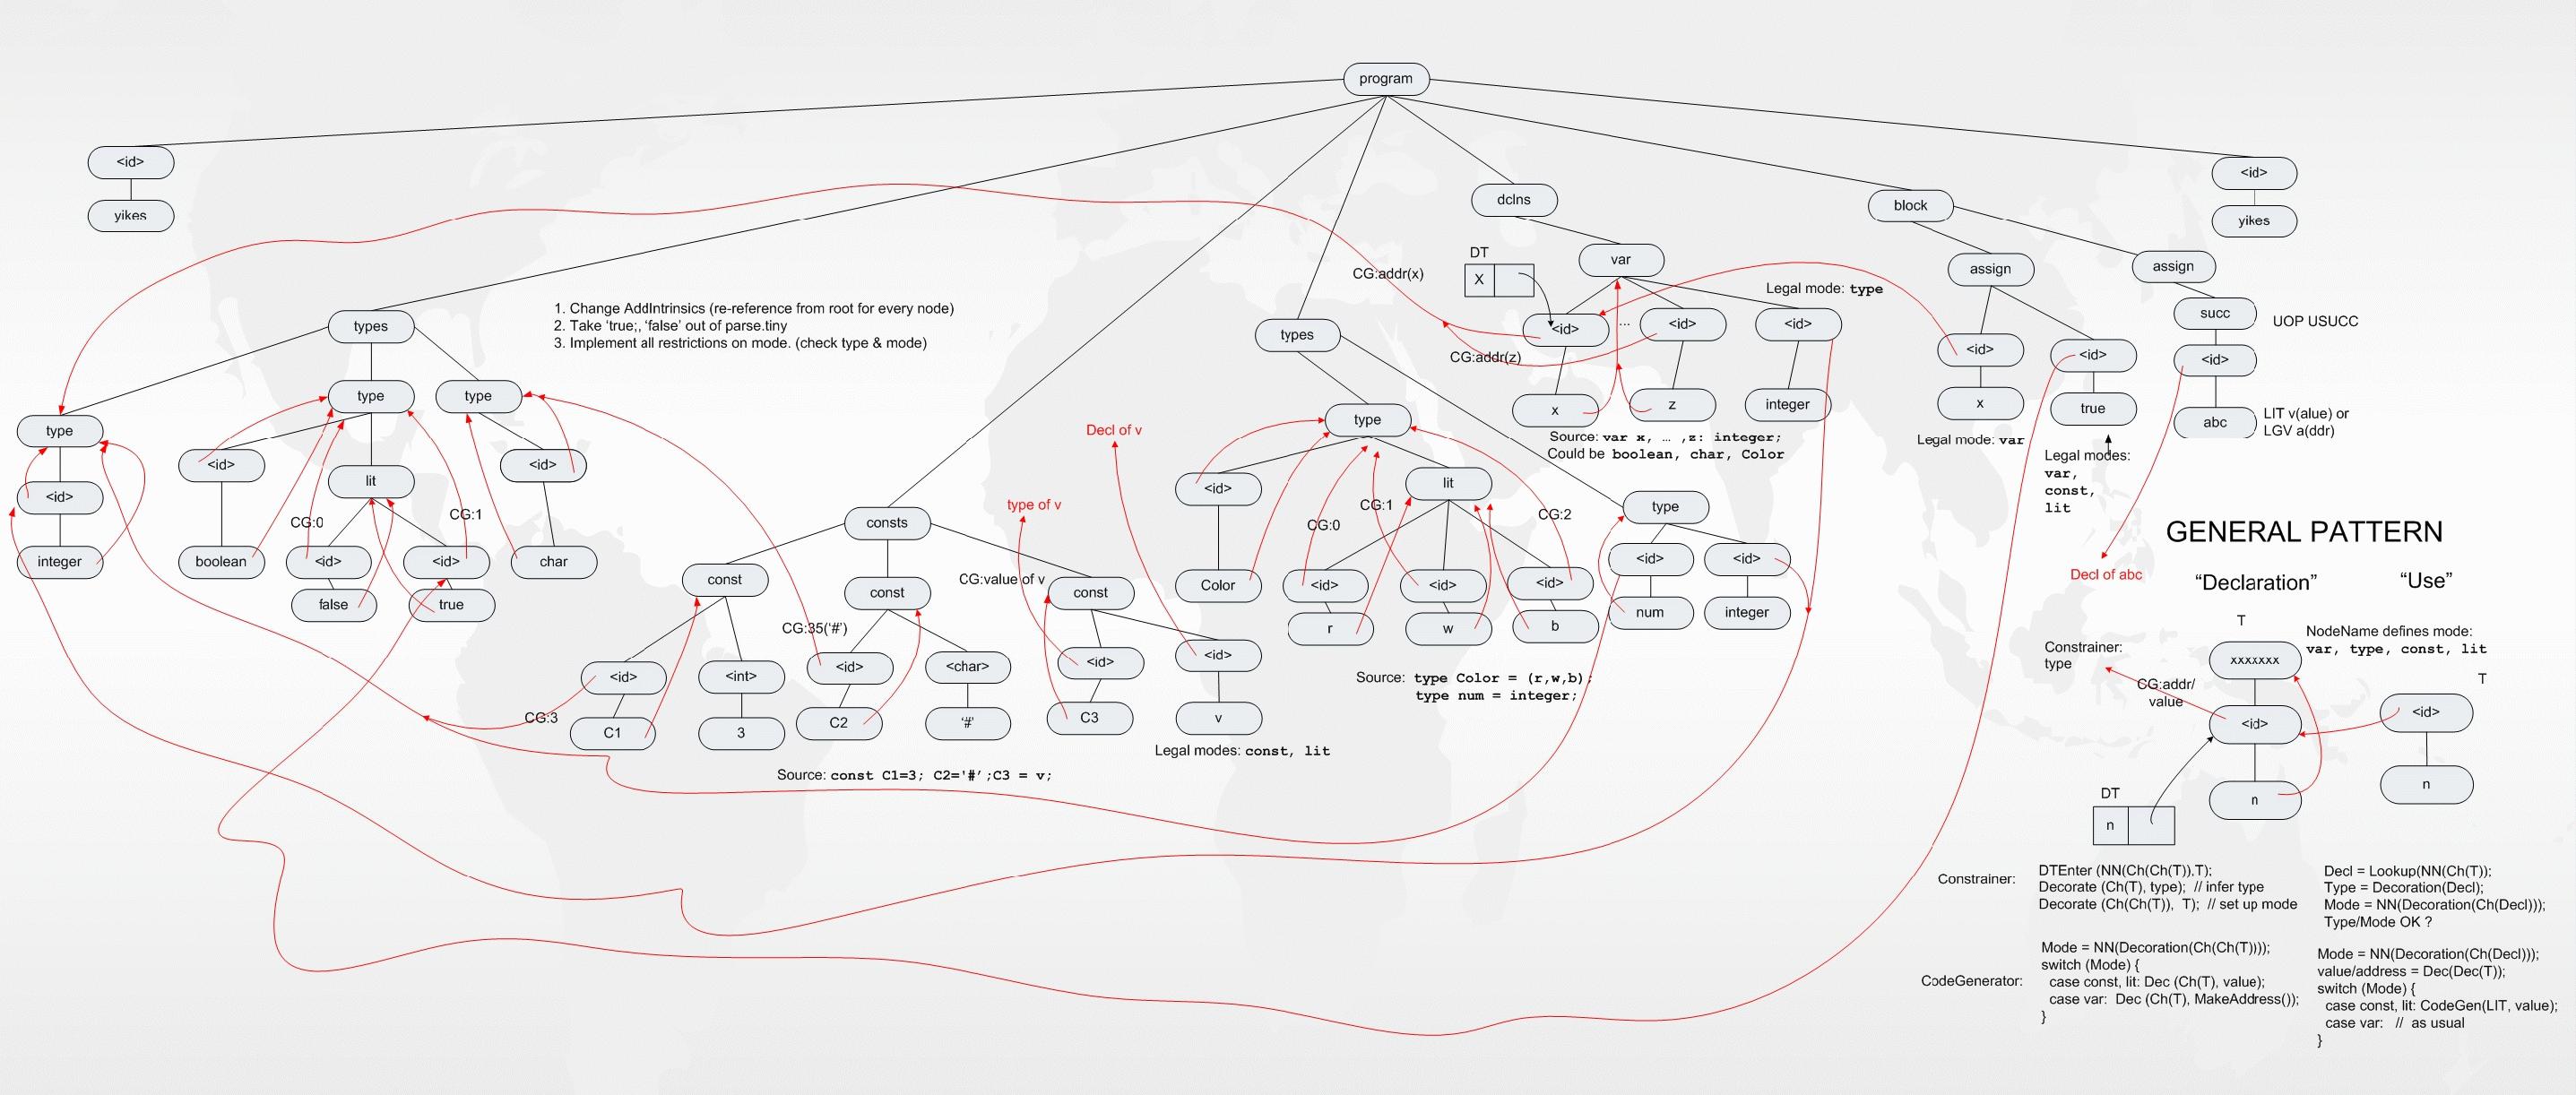 program
<id>
yikes
<id>
yikes
dclns
block
DT
X
CG:addr(x)
var
assign
assign
Legal mode: type
<id>
...
<id>
<id>
CG:addr(z)
x
z
integer
Source: var x, … ,z: integer;
Could be boolean, char, Color
<id>
x
Legal mode: var
<id>
true
Legal modes:
var,
const,
lit
succ
UOP USUCC
<id>
abc
LIT v(alue) or
LGV a(ddr)
Decl of abc
1. Change AddIntrinsics (re-reference from root for every node)
2. Take 'true;, 'false' out of parse.tiny
3. Implement all restrictions on mode. (check type & mode)
types
type
type
type
<id>
integer
<id>
boolean
lit
CG:0
CG:1
<id>
false
<id>
true
<id>
char
consts
const
const
const
CG:3
<id>
C1
<int>
3
CG:35('#')
<id>
C2
<char>
'#'
CG:value of v
type of v
Decl of v
<id>
C3
<id>
v
Legal modes: const, lit
Source: const C1=3; C2='#';C3 = v;
types
type
<id>
Color
lit
CG:0
CG:1
CG:2
<id>
r
<id>
w
<id>
b
type
<id>
num
<id>
integer
Source: type Color = (r,w,b);
type num = integer;
GENERAL PATTERN
“Declaration”
“Use”
T
NodeName defines mode:
var, type, const, lit
Constrainer:
type
xxxxxxx
CG:addr/
value
<id>
n
DT
n
T
<id>
n
Constrainer:
DTEnter (NN(Ch(Ch(T)),T);
Decorate (Ch(T), type); // infer type
Decorate (Ch(Ch(T)), T); // set up mode
Decl = Lookup(NN(Ch(T));
Type = Decoration(Decl);
Mode = NN(Decoration(Ch(Decl)));
Type/Mode OK ?
CodeGenerator:
Mode = NN(Decoration(Ch(Ch(T))));
switch (Mode) {
case const, lit: Dec (Ch(T), value);
case var: Dec (Ch(T), MakeAddress());
}
Mode = NN(Decoration(Ch(Decl)));
value/address = Dec(Dec(T));
switch (Mode) {
case const, lit: CodeGen(LIT, value);
case var: // as usual
}